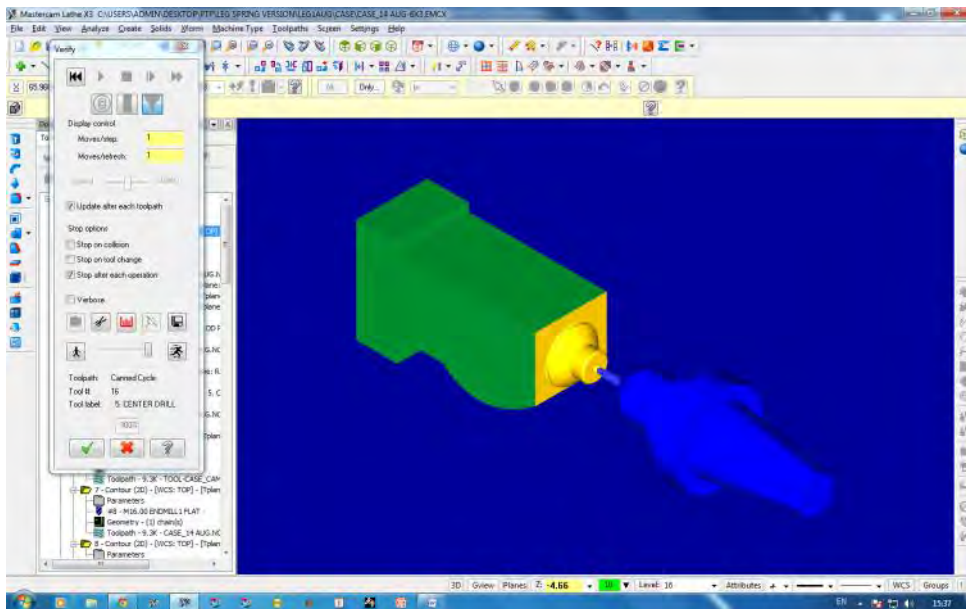 Mastercam Lathe X3 C:\USERS\ADMIN\DESKTOP\PTP\LEG SPRING VERSION\LEG1AUG\CASE\CASE_14 AUG-6X3.EMCX
File Edit View Analyze Create Solids Xform Machine Type Toolpaths Screen Settings Help
Verify
Only...
Display control
Moves/step: 1
Moves/refresh: 1
Update after each toolpath
Stop options
Stop on collision
Stop on tool change
Stop after each operation
Verbose
Toolpath: Canned Cycle
Tool #: 16
Tool label: 5. CENTER DRILL
Toolpath - 9.3K - TOOL-CASE_CAM
7 - Contour (2D) - [WCS: TOP] - [Tplan
Parameters
#8 - M16.00 ENDMILL1 FLAT
Geometry - (1) chain(s)
Toolpath - 9.3K - CASE_14 AUG.NC
8 - Contour (2D) - [WCS: TOP] - [Tplan
Parameters
3D Gview Planes Z: -4.66 10 Level: 16 Attributes WCS Groups
EN 15:37